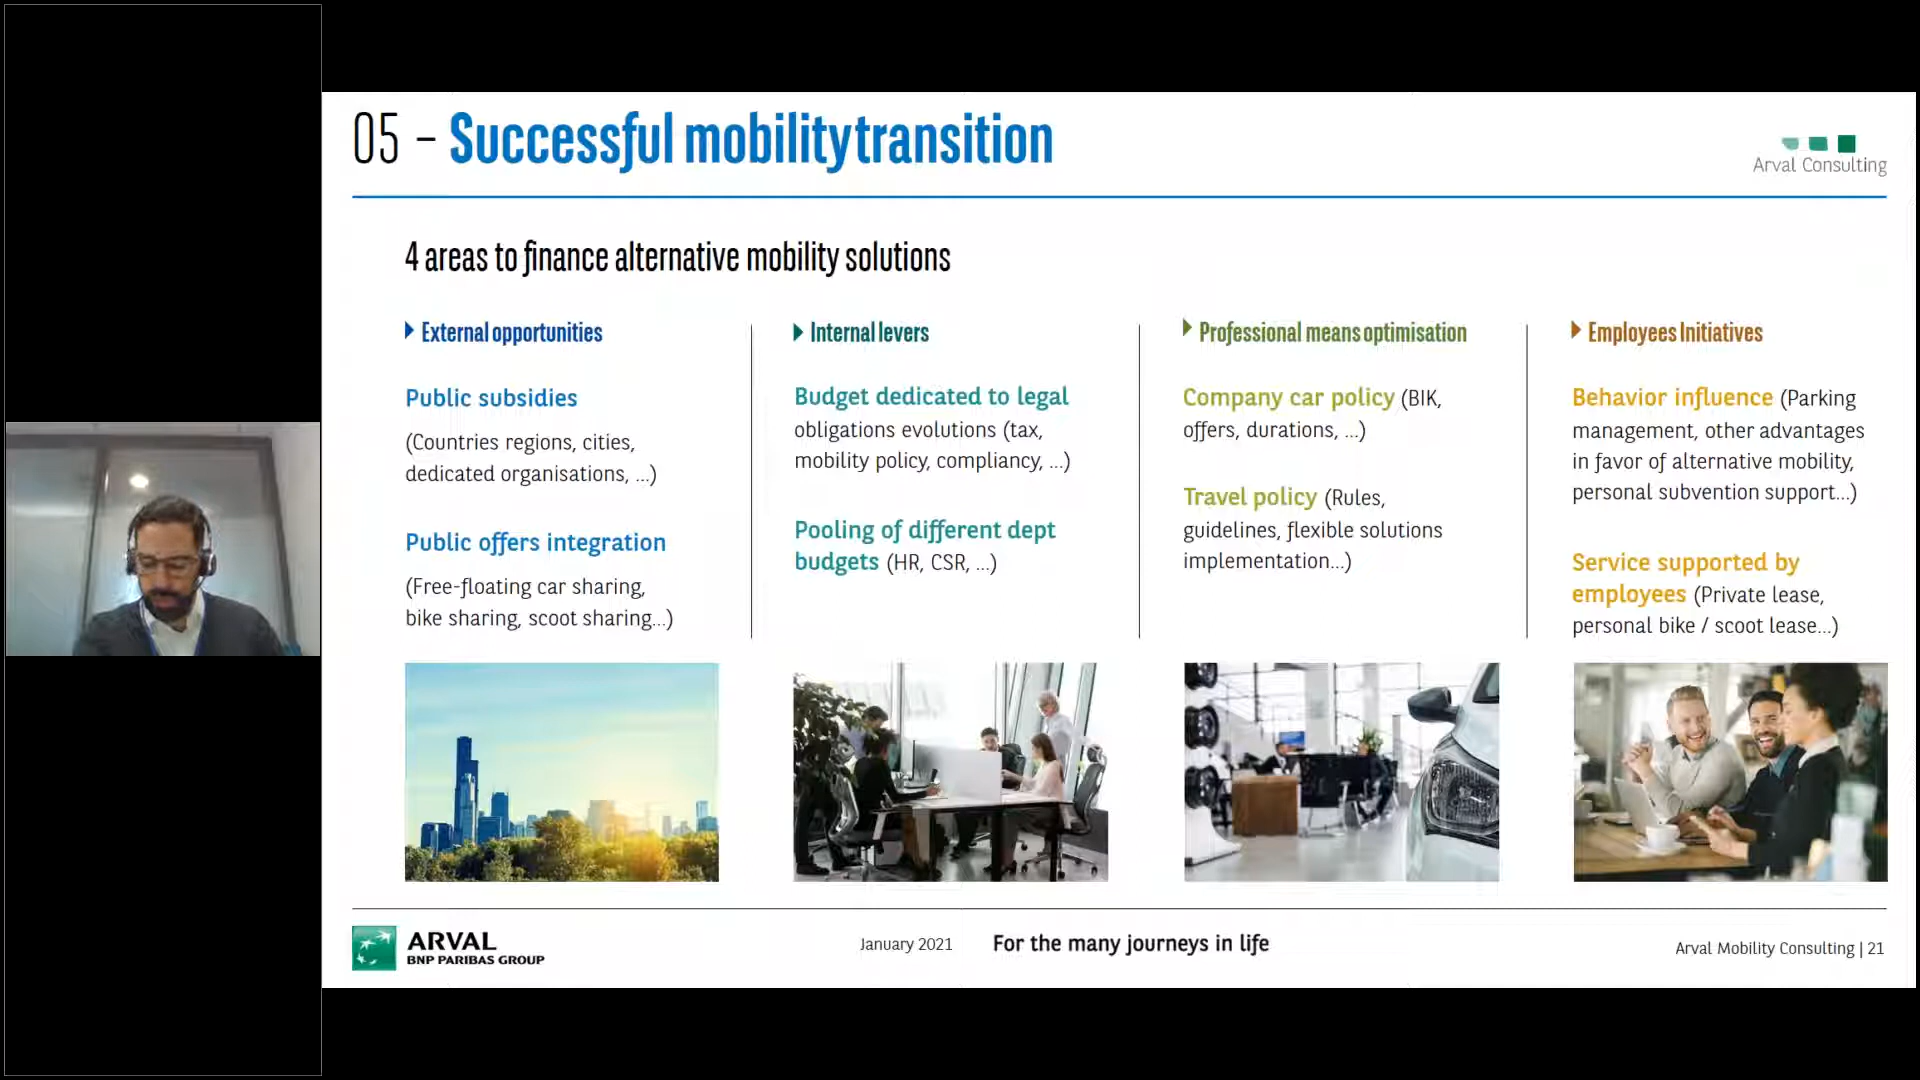 05 – Successful mobility transition
Arval Consulting
4 areas to finance alternative mobility solutions
External opportunities
Public subsidies
(Countries regions, cities,
dedicated organisations, ...)
Public offers integration
(Free-floating car sharing,
bike sharing, scoot sharing...)
Internal levers
Budget dedicated to legal
obligations evolutions (tax,
mobility policy, compliancy, ...)
Pooling of different dept
budgets (HR, CSR, ...)
Professional means optimisation
Company car policy (BIK,
offers, durations, ...)
Travel policy (Rules,
guidelines, flexible solutions
implementation...)
Employees Initiatives
Behavior influence (Parking
management, other advantages
in favor of alternative mobility,
personal subvention support...)
Service supported by
employees (Private lease,
personal bike / scoot lease...)
ARVAL
BNP PARIBAS GROUP
January 2021
For the many journeys in life
Arval Mobility Consulting | 21